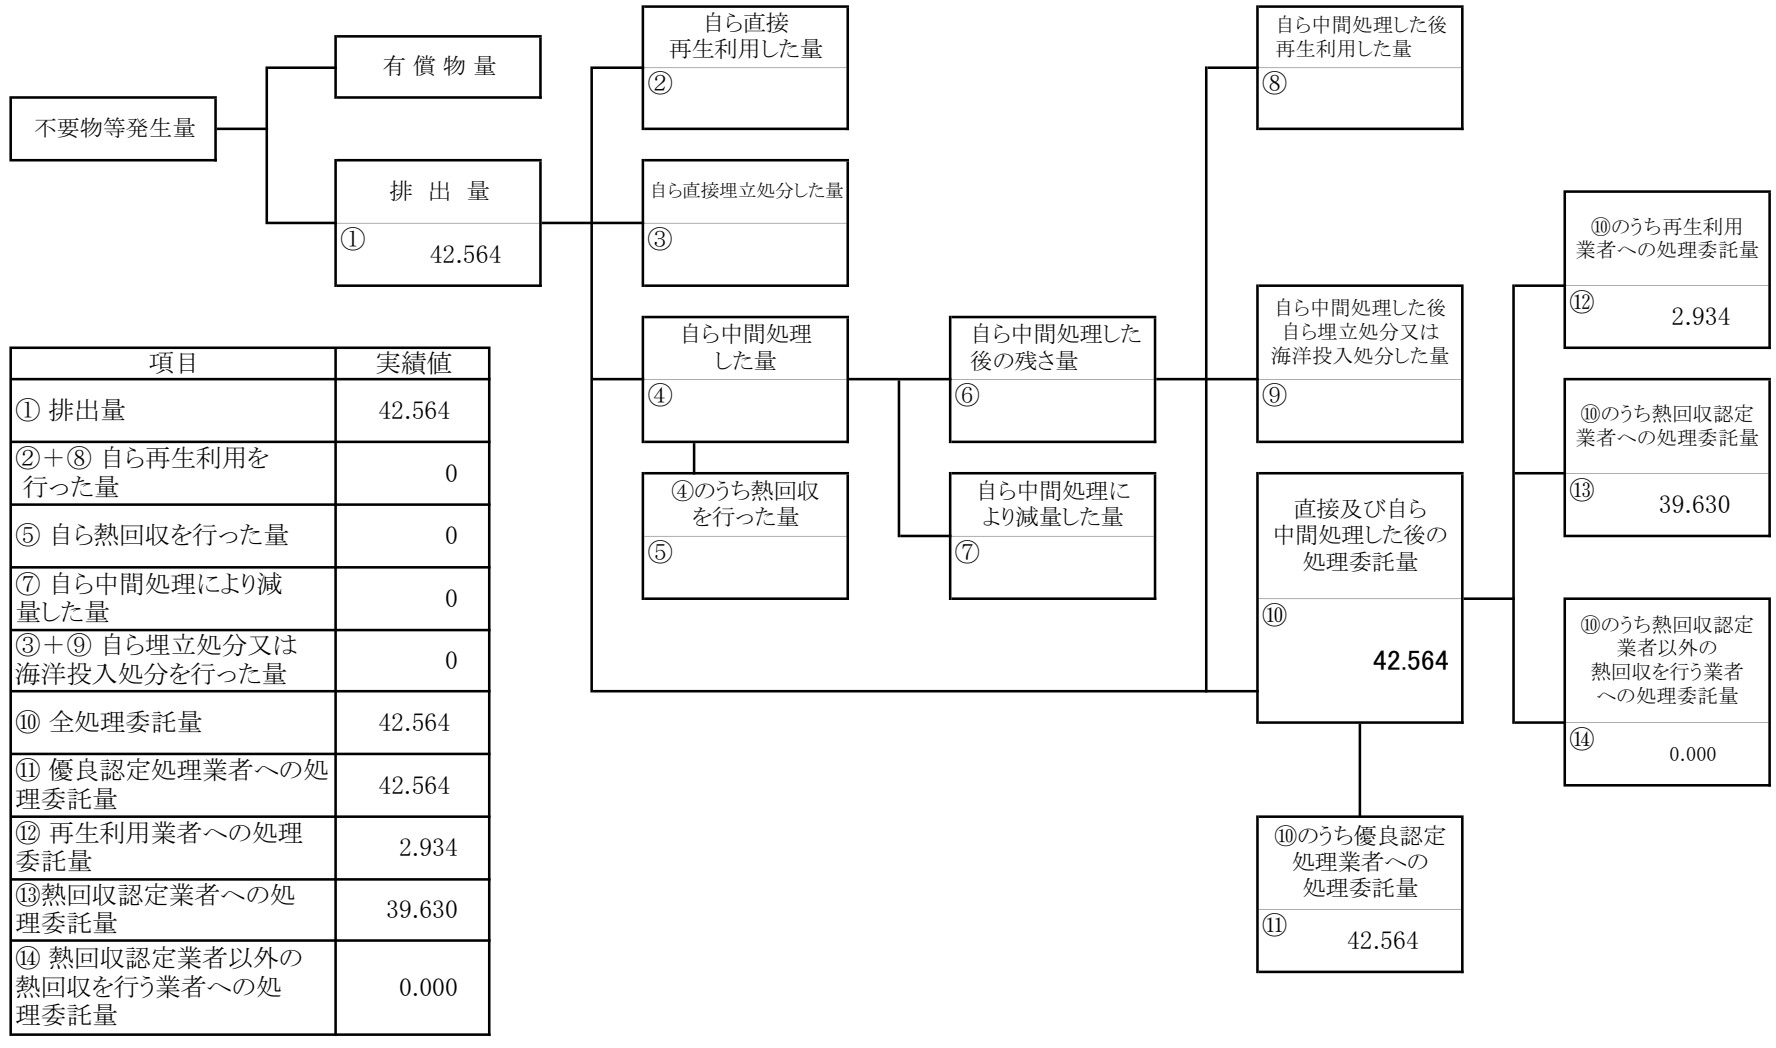 不要物等発生量
有 償 物 量
排 出 量
①
42.564
自ら直接
再生利用した量
②
自ら直接埋立処分した量
③
自ら中間処理
した量
④
④のうち熱回収
を行った量
⑤
自ら中間処理した
後の残さ量
⑥
自ら中間処理に
より減量した量
⑦
自ら中間処理した後
再生利用した量
⑧
自ら中間処理した後
自ら埋立処分又は
海洋投入処分した量
⑨
直接及び自ら
中間処理した後の
処理委託量
⑩
42.564
⑩のうち優良認定
処理業者への
処理委託量
⑪
42.564
⑩のうち再生利用
業者への処理委託量
⑫
2.934
⑩のうち熱回収認定
業者への処理委託量
⑬
39.630
⑩のうち熱回収認定
業者以外の
熱回収を行う業者
への処理委託量
⑭
0.000
項目 実績値
① 排出量 42.564
②＋⑧ 自ら再生利用を
行った量 0
⑤ 自ら熱回収を行った量 0
⑦ 自ら中間処理により減
量した量 0
③＋⑨ 自ら埋立処分又は
海洋投入処分を行った量 0
⑩ 全処理委託量 42.564
⑪ 優良認定処理業者への処
理委託量 42.564
⑫ 再生利用業者への処理
委託量 2.934
⑬熱回収認定業者への処
理委託量 39.630
⑭ 熱回収認定業者以外の
熱回収を行う業者への処
理委託量 0.000